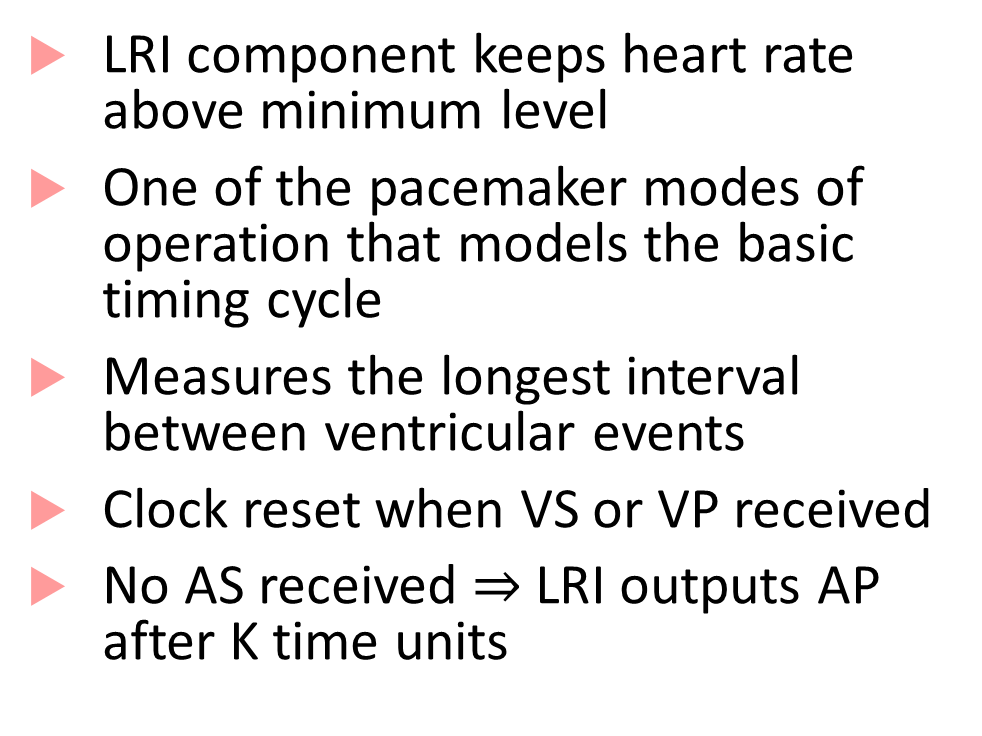 LRI component keeps heart rate
above minimum level
One of the pacemaker modes of
operation that models the basic
timing cycle
Measures the longest interval
between ventricular events
Clock reset when VS or VP received
No AS received ⇒ LRI outputs AP
after K time units